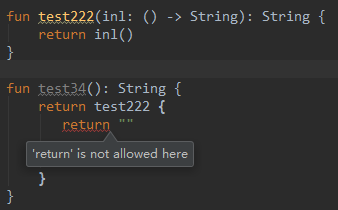 fun test222(inl: () -> String): String {
    return inl()
}
fun test34(): String {
    return test222 {
        return ""
'return' is not allowed here
    }
}